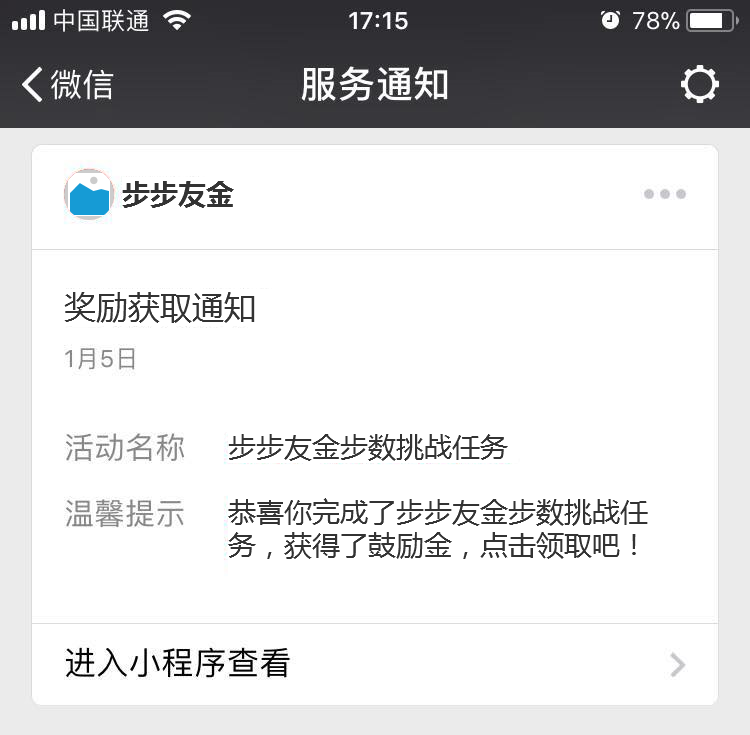 中国联通 17:15 78%
微信 服务通知
步步友金
奖励获取通知
1月5日
活动名称 步步友金步数挑战任务
温馨提示 恭喜你完成了步步友金步数挑战任
务，获得了鼓励金，点击领取吧！
进入小程序查看